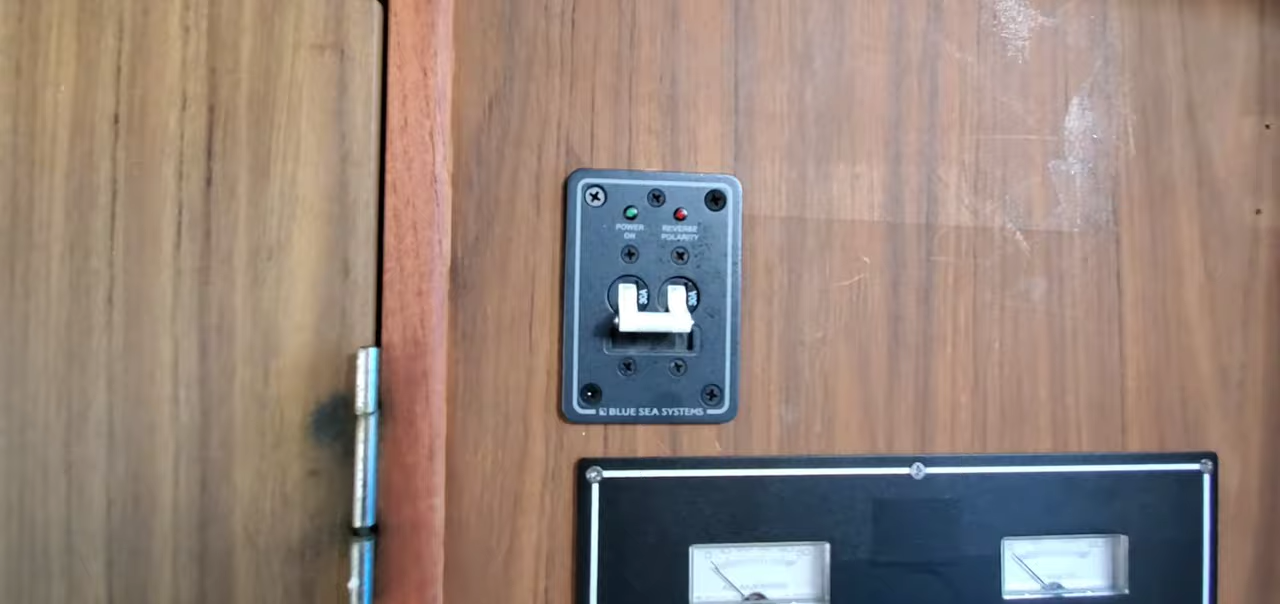 POWER
ON
REVERSE
POLARITY
30A
30A
BLUE SEA SYSTEMS